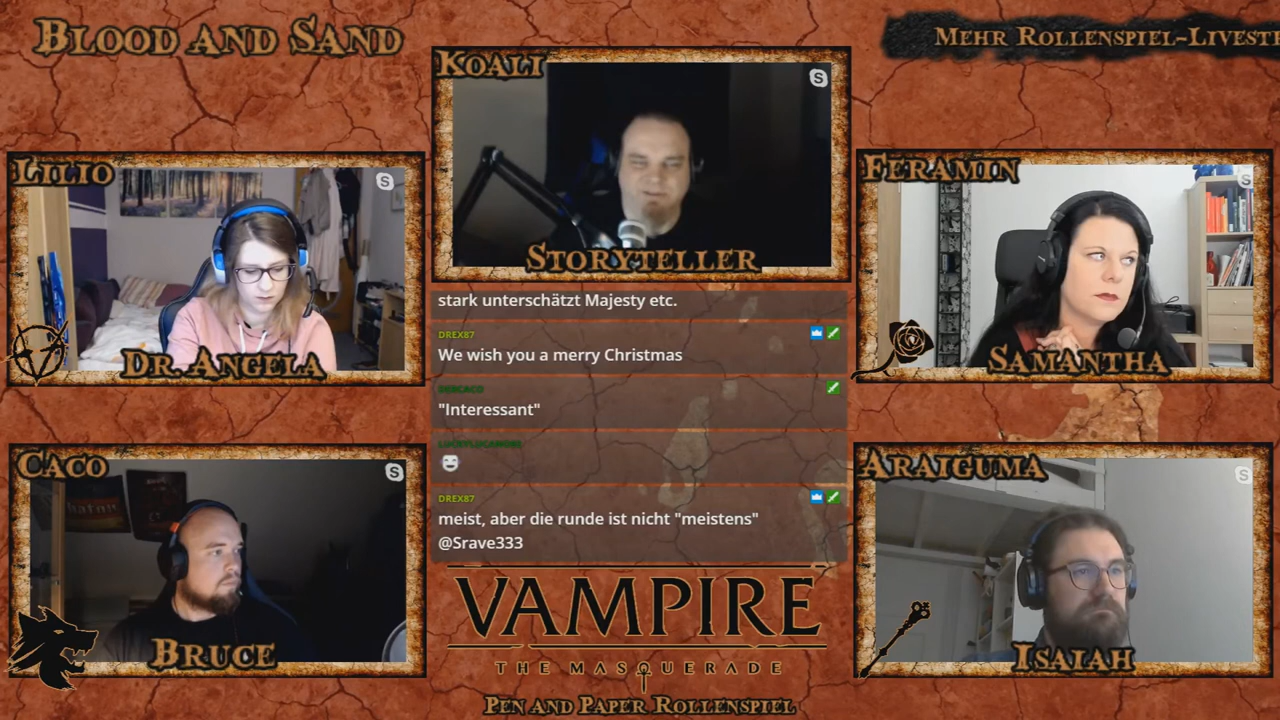 BLOOD AND SAND
MEHR ROLLENSPIEL-LIVESTR
KOALI
STORYTELLER
LILIO
DR. ANGELA
FERAMIN
SAMANTHA
stark unterschätzt Majesty etc.
DREX87
We wish you a merry Christmas
DERCACO
"Interessant"
DREX87
meist, aber die runde ist nicht "meistens"
@Srave333
CACO
BRUCE
ARAIGUMA
ISAIAH
VAMPIRE
THE MASQUERADE
PEN AND PAPER ROLLENSPIEL